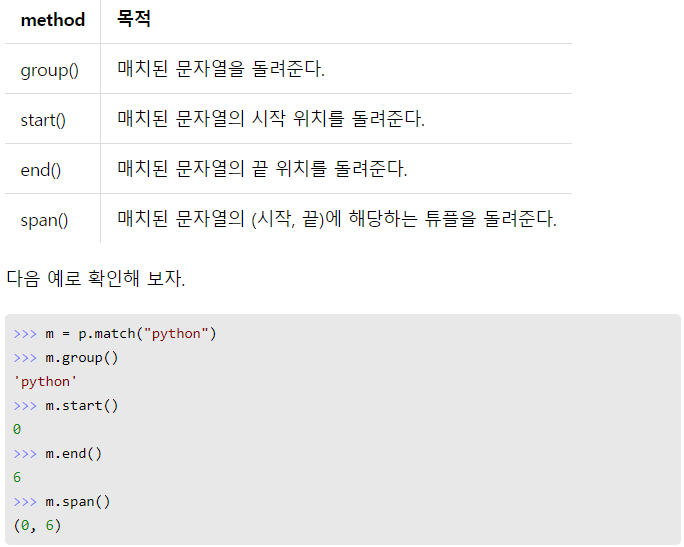 method 목적
group() 매치된 문자열을 돌려준다.
start() 매치된 문자열의 시작 위치를 돌려준다.
end() 매치된 문자열의 끝 위치를 돌려준다.
span() 매치된 문자열의 (시작, 끝)에 해당하는 튜플을 돌려준다.
다음 예로 확인해 보자.
>>> m = p.match("python")
>>> m.group()
'python'
>>> m.start()
0
>>> m.end()
6
>>> m.span()
(0, 6)